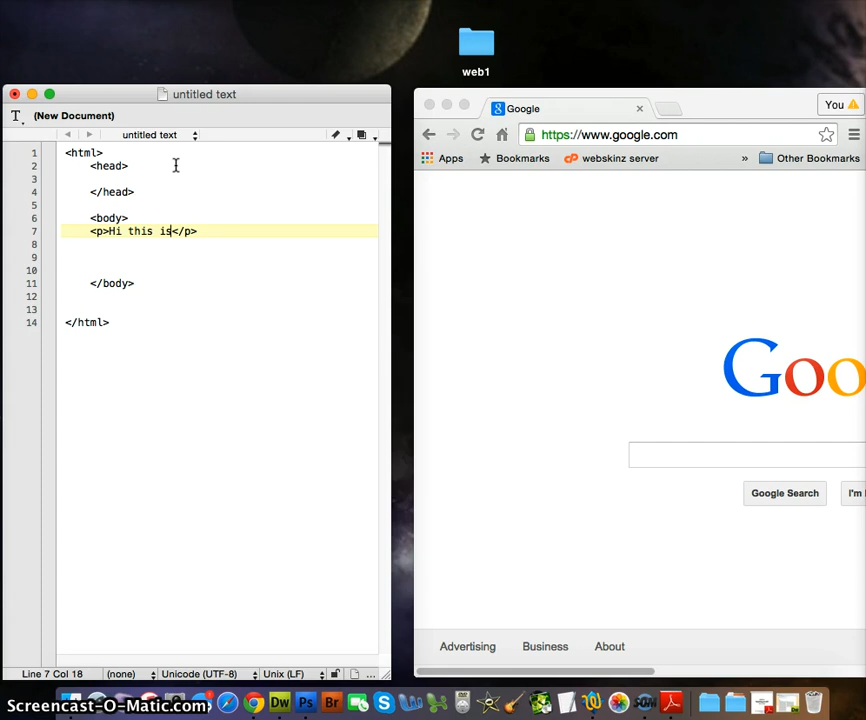 web1
untitled text
(New Document)
untitled text
1 <html>
2 <head>
3
4 </head>
5
6 <body>
7 <p>Hi this is</p>
8
9
10
11 </body>
12
13
14 </html>
Line 7 Col 18 (none) Unicode (UTF-8) Unix (LF) ...
Google
You
https://www.google.com
Apps Bookmarks webskinz server » Other Bookmarks
Goo
Google Search I'm
Advertising Business About
Dw Ps Br
Screencast-O-Matic.com